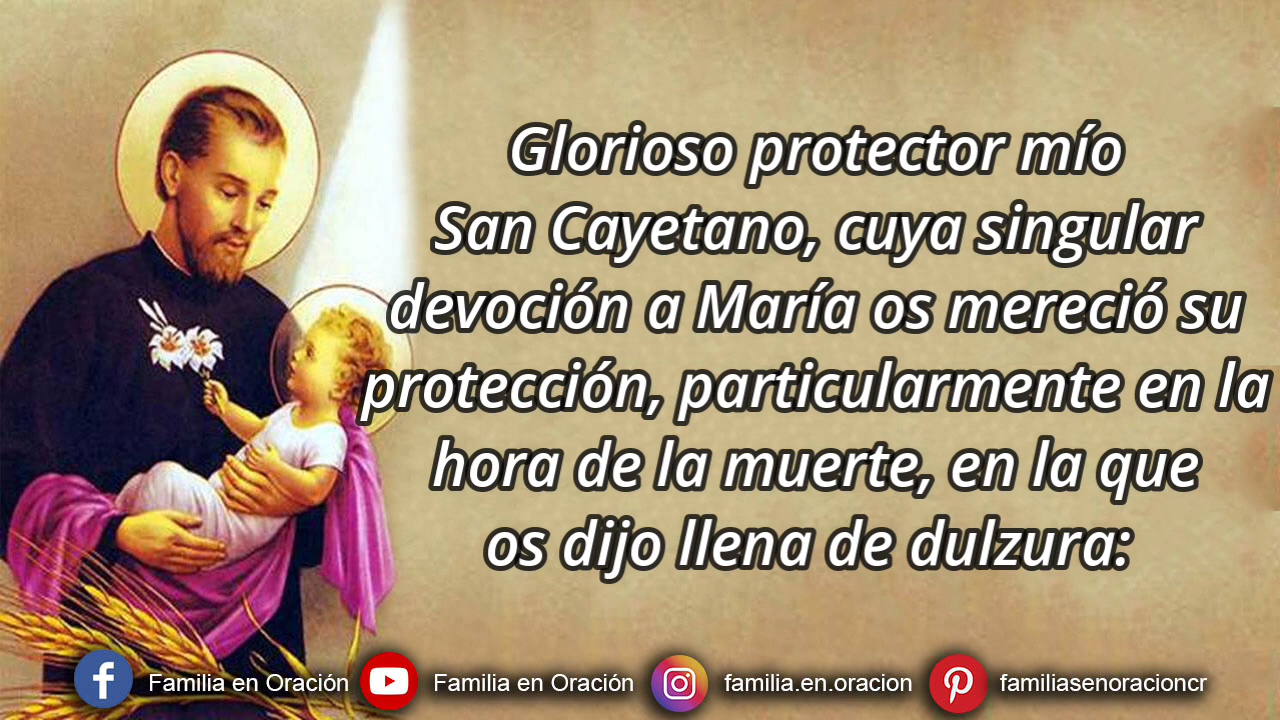 Glorioso protector mío
San Cayetano, cuya singular
devoción a María os mereció su
protección, particularmente en la
hora de la muerte, en la que
os dijo llena de dulzura:
Familia en Oración
Familia en Oración
familia.en.oracion
familiasenoracioncr